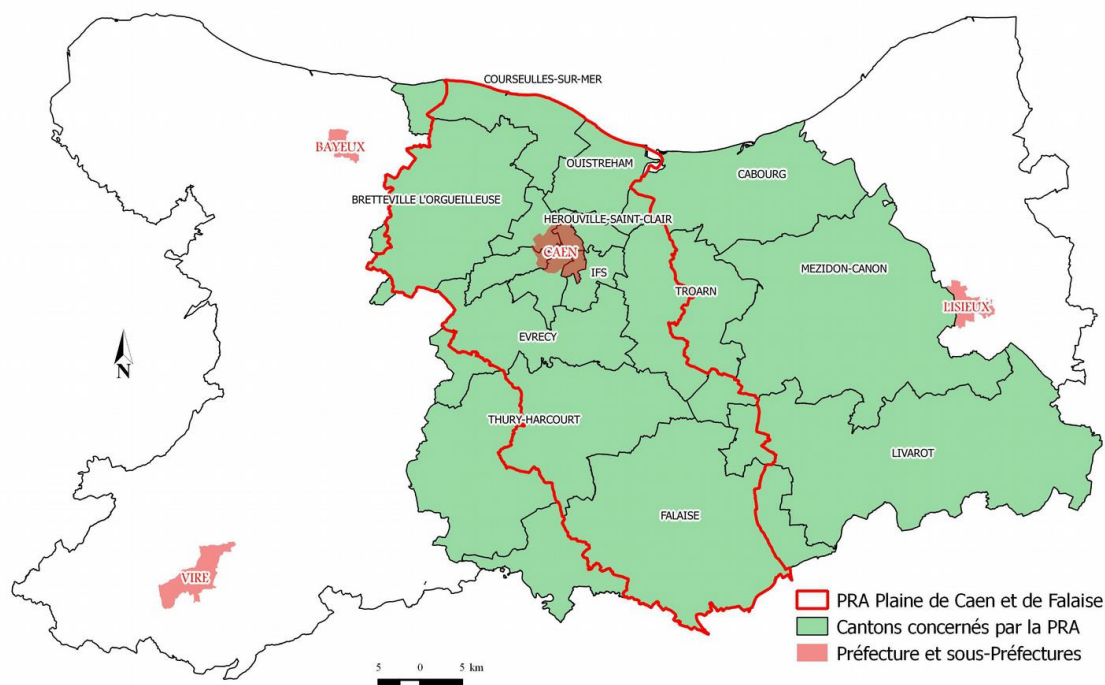 COURSEULLES-SUR-MER
BAYEUX
OUISTREHAM
CABOURG
BRETTEVILLE L'ORGUEILLEUSE
HEROUVILLE-SAINT-CLAIR
CAEN
MEZIDON-CANON
IFS
TROARN
LISIEUX
EVRECY
N
THURY-HARCOURT
LIVAROT
FALAISE
VIRE
PRA Plaine de Caen et de Falaise
Cantons concernés par la PRA
Préfecture et sous-Préfectures
5 0 5 km